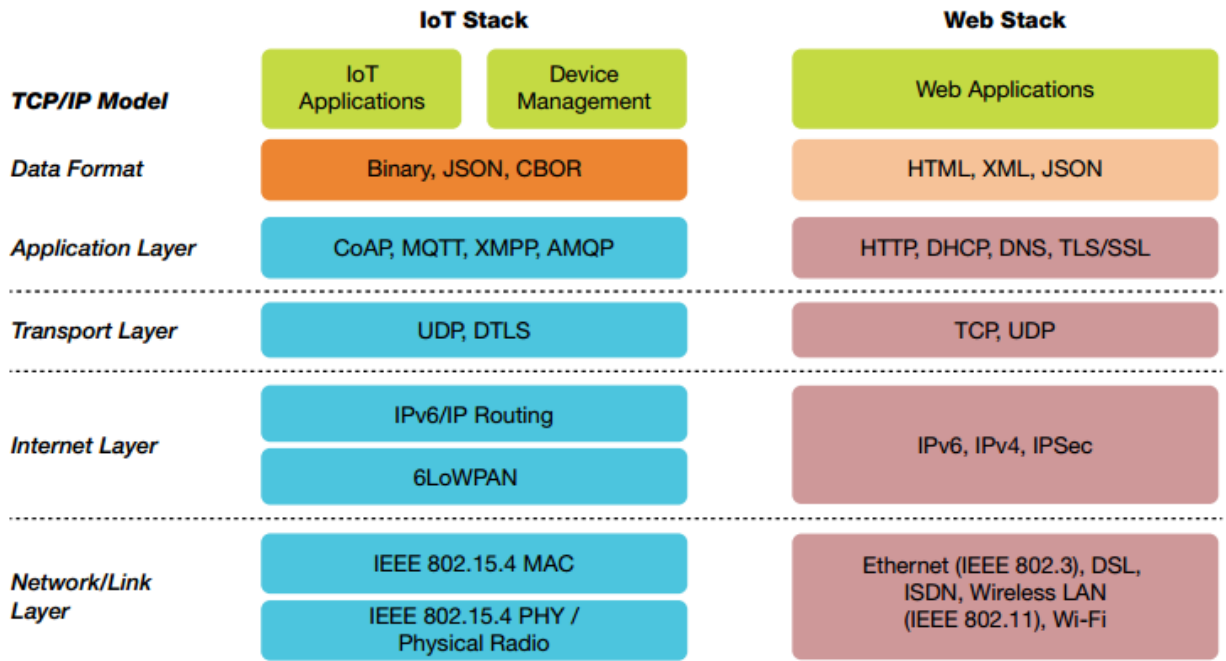 IoT Stack
Web Stack
TCP/IP Model
IoT
Applications
Device
Management
Web Applications
Data Format
Binary, JSON, CBOR
HTML, XML, JSON
Application Layer
CoAP, MQTT, XMPP, AMQP
HTTP, DHCP, DNS, TLS/SSL
Transport Layer
UDP, DTLS
TCP, UDP
Internet Layer
IPv6/IP Routing
6LoWPAN
IPv6, IPv4, IPSec
Network/Link
Layer
IEEE 802.15.4 MAC
IEEE 802.15.4 PHY /
Physical Radio
Ethernet (IEEE 802.3), DSL,
ISDN, Wireless LAN
(IEEE 802.11), Wi-Fi